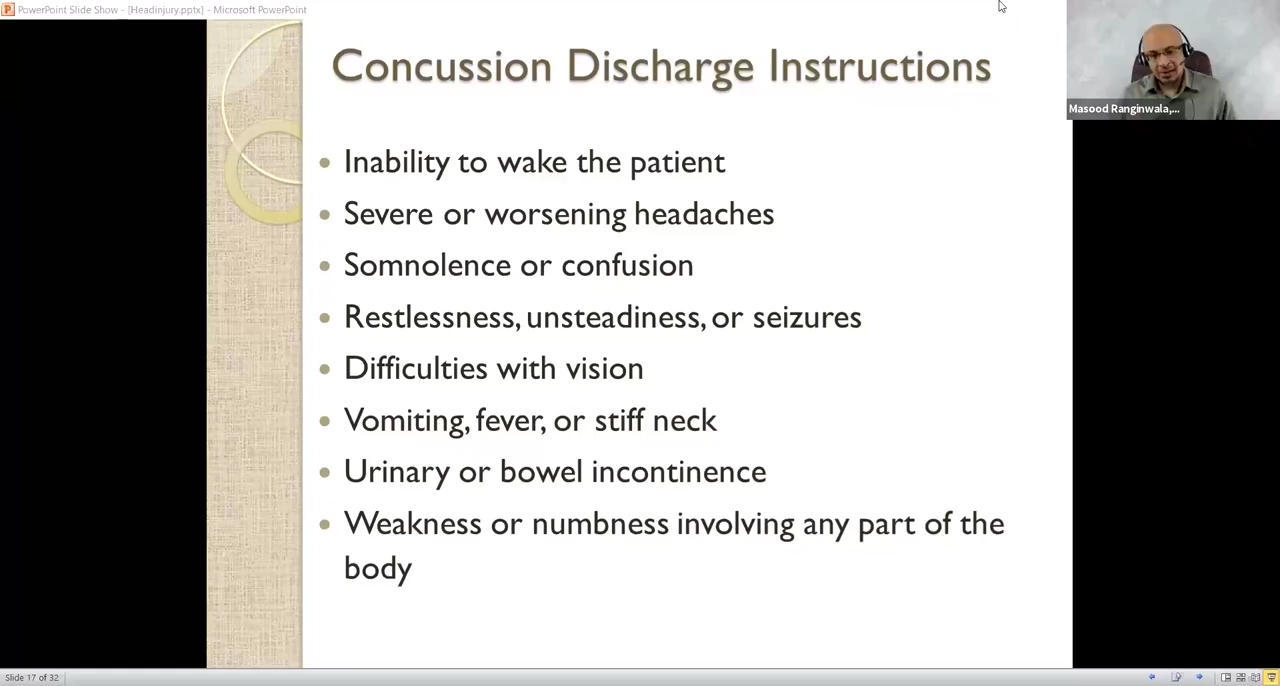 PowerPoint Slide Show - [Headinjury.pptx] - Microsoft PowerPoint
Concussion Discharge Instructions
Masood Ranginwala,...
• Inability to wake the patient
• Severe or worsening headaches
• Somnolence or confusion
• Restlessness, unsteadiness, or seizures
• Difficulties with vision
• Vomiting, fever, or stiff neck
• Urinary or bowel incontinence
• Weakness or numbness involving any part of the
body
Slide 17 of 32